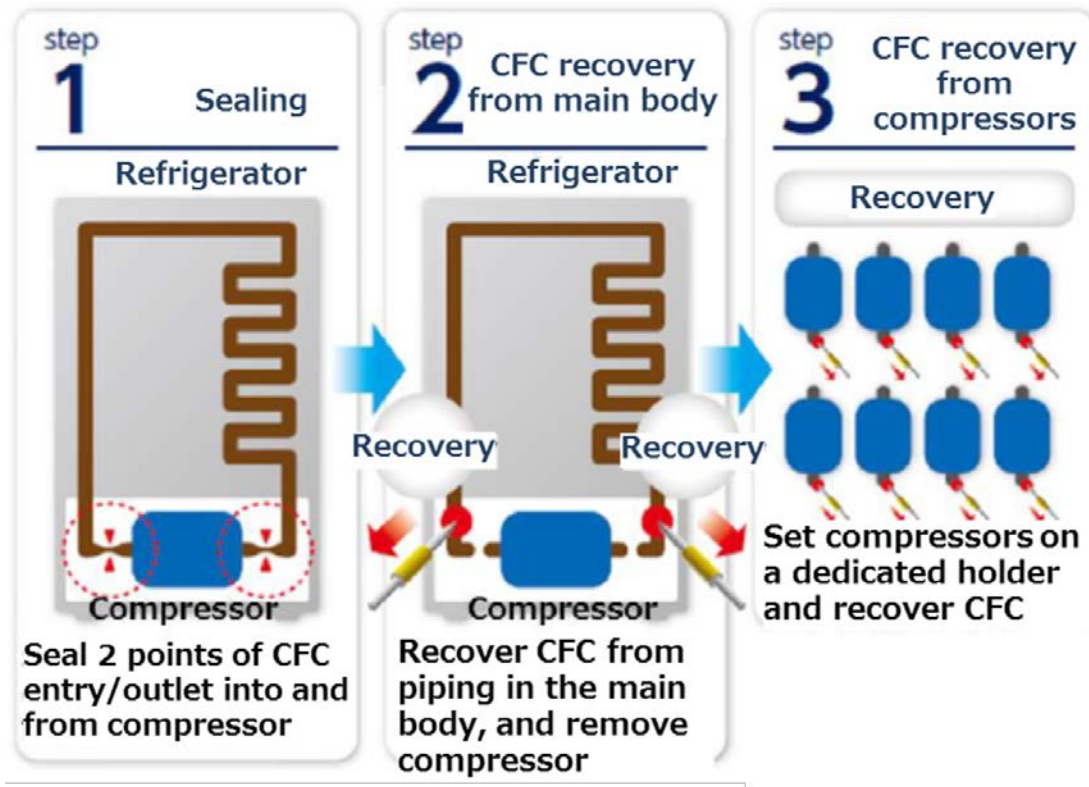 step
1
Sealing
Refrigerator
Compressor
Seal 2 points of CFC
entry/outlet into and
from compressor
step
2
CFC recovery
from main body
Refrigerator
Recovery
Recovery
Compressor
Recover CFC from
piping in the main
body, and remove
compressor
step
3
CFC recovery
from
compressors
Recovery
Set compressors on
a dedicated holder
and recover CFC